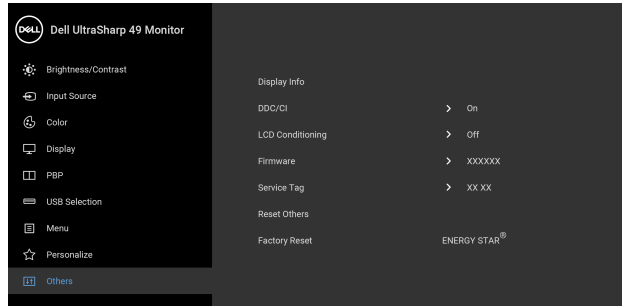 DELL Dell UltraSharp 49 Monitor
Brightness/Contrast
Input Source
Color
Display
PBP
USB Selection
Menu
Personalize
Others
Display Info
DDC/CI > On
LCD Conditioning > Off
Firmware > XXXXXX
Service Tag > XX XX
Reset Others
Factory Reset ENERGY STAR®